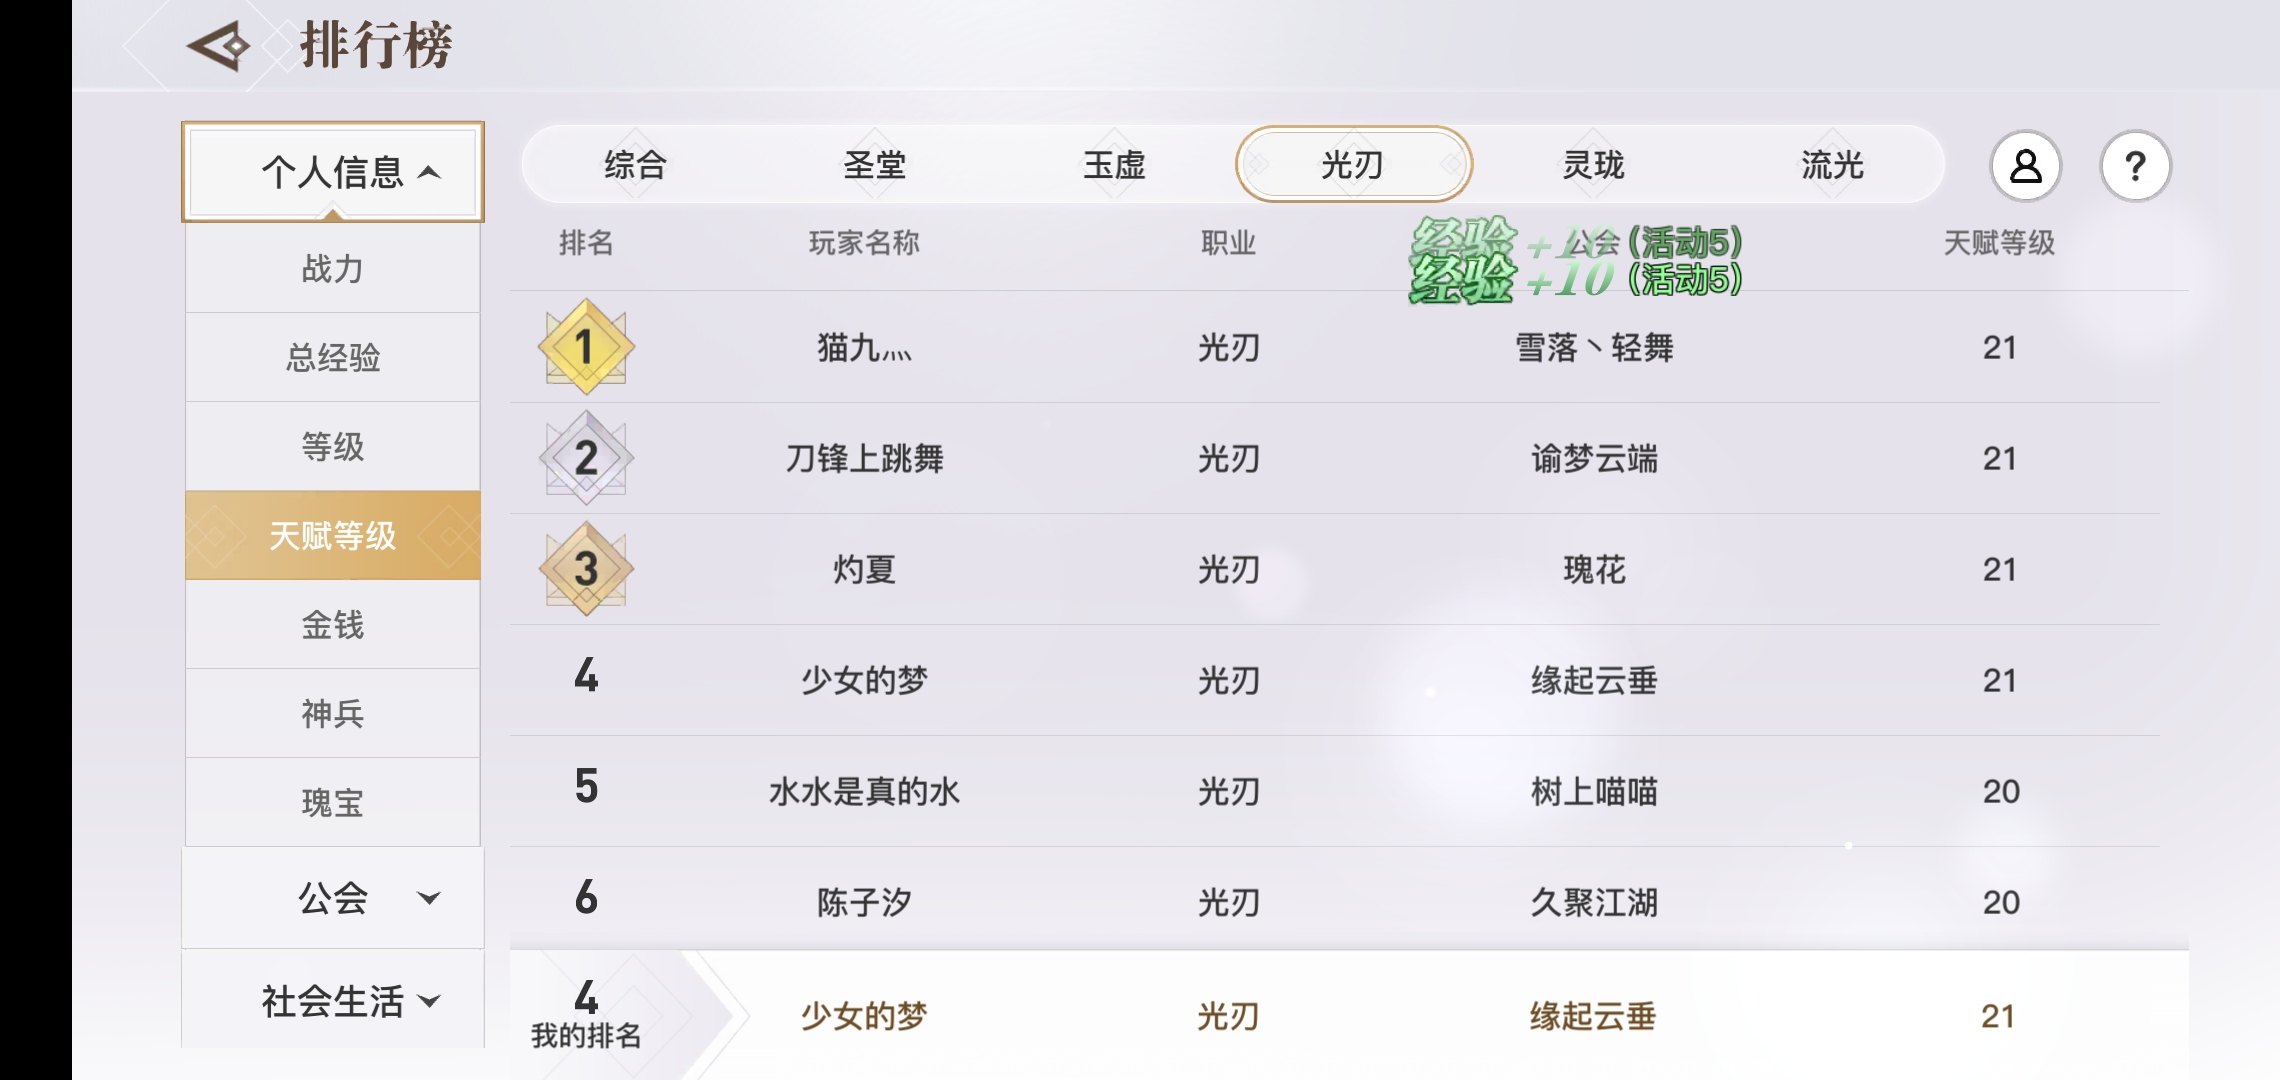 排行榜
个人信息
战力
总经验
等级
天赋等级
金钱
神兵
瑰宝
公会
社会生活
综合 圣堂 玉虚 光刃 灵珑 流光 ?
排名 玩家名称 职业 公会 天赋等级
经验 +10 (活动5)
经验 +10 (活动5)
1 猫九灬 光刃 雪落丶轻舞 21
2 刀锋上跳舞 光刃 谕梦云端 21
3 灼夏 光刃 瑰花 21
4 少女的梦 光刃 缘起云垂 21
5 水水是真的水 光刃 树上喵喵 20
6 陈子汐 光刃 久聚江湖 20
4 少女的梦 光刃 缘起云垂 21
我的排名